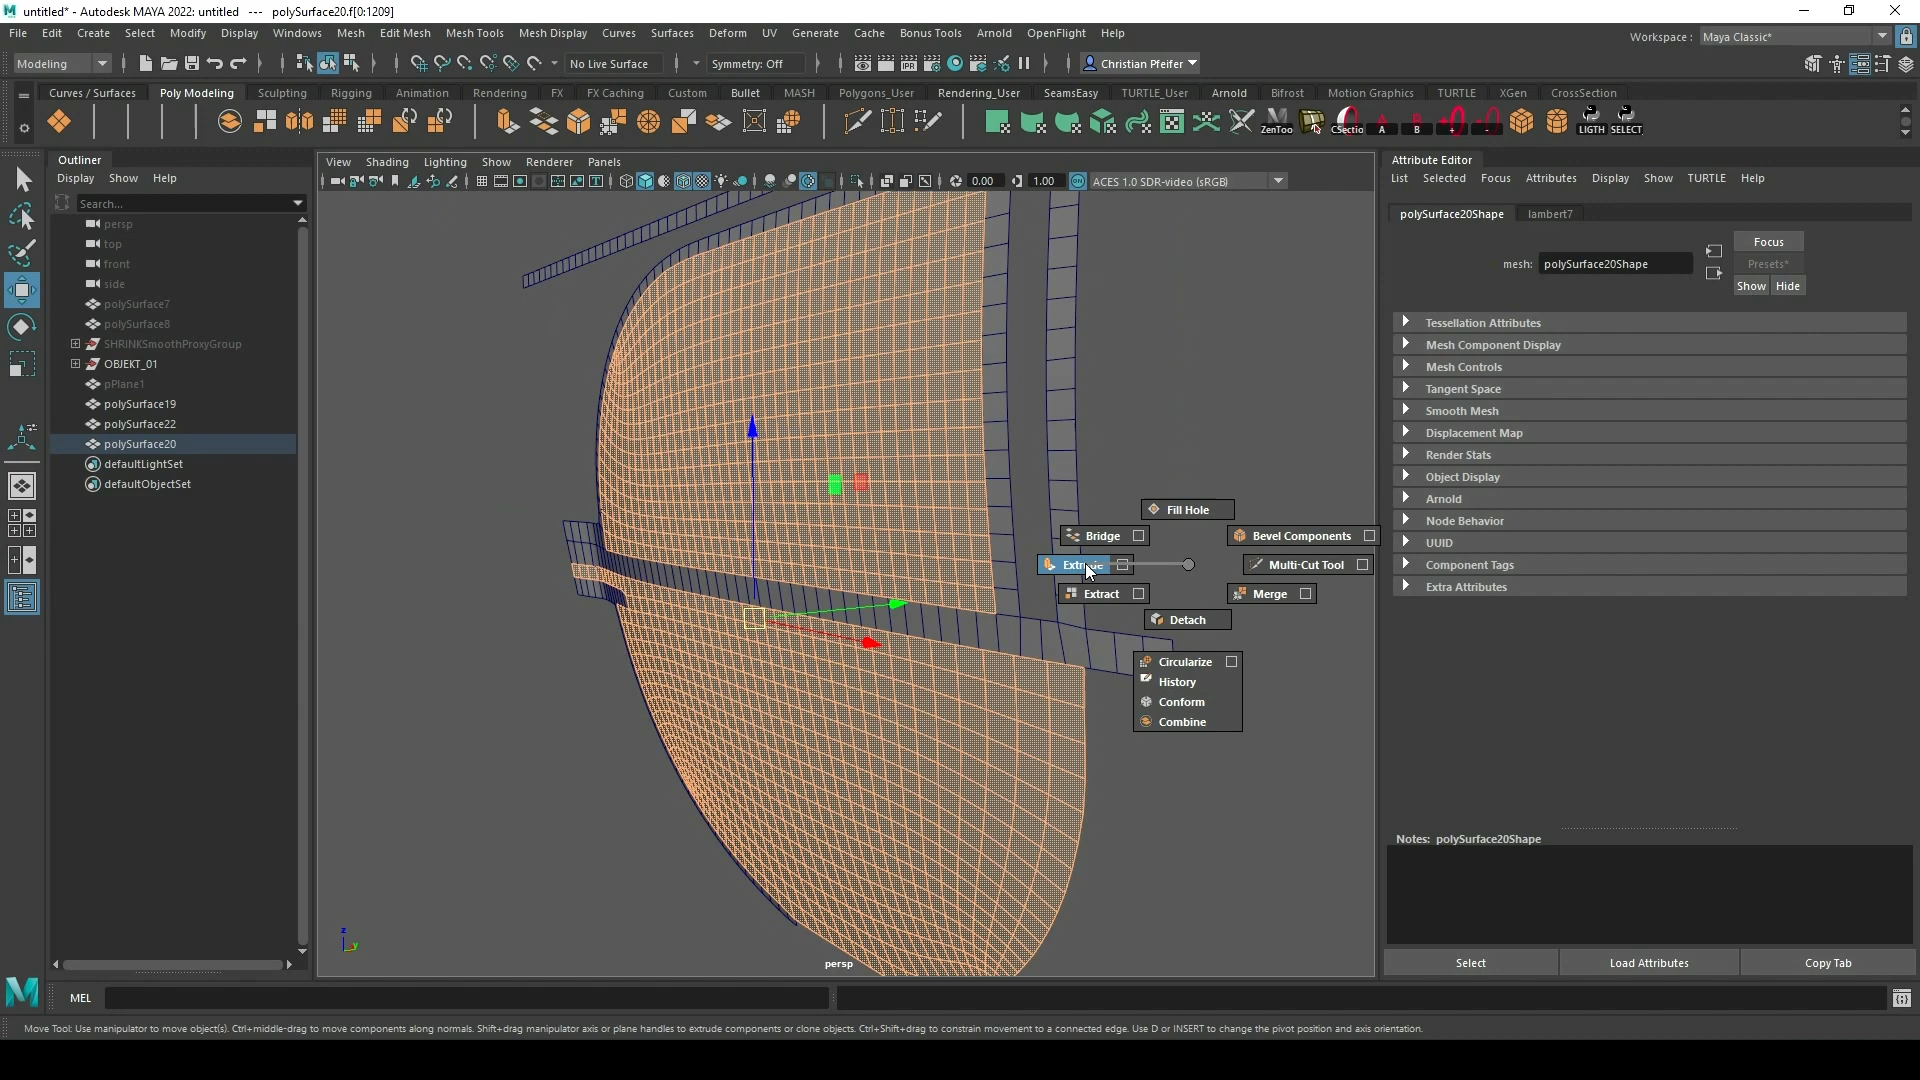 untitled* - Autodesk MAYA 2022: untitled --- polySurface20.f[0:1209]
File Edit Create Select Modify Display Windows Mesh Edit Mesh Mesh Tools Mesh Display Curves Surfaces Deform UV Generate Cache Bonus Tools Arnold OpenFlight Help
Workspace : Maya Classic*
Modeling No Live Surface Symmetry: Off Christian Pfeifer
Curves / Surfaces Poly Modeling Sculpting Rigging Animation Rendering FX FX Caching Custom Bullet MASH Polygons_User Rendering_User SeamsEasy TURTLE_User Arnold Bifrost Motion Graphics TURTLE XGen CrossSection
ZenToo CSectio A B + - LIGTH SELECT
Outliner
Display Show Help
Search...
persp
top
front
side
polySurface7
polySurface8
SHRINKSmoothProxyGroup
OBJEKT_01
pPlane1
polySurface19
polySurface22
polySurface20
defaultLightSet
defaultObjectSet
View Shading Lighting Show Renderer Panels
0.00 1.00 ACES 1.0 SDR-video (sRGB)
Fill Hole
Bridge
Bevel Components
Extrude
Multi-Cut Tool
Extract
Merge
Detach
Circularize
History
Conform
Combine
z
y
persp
Attribute Editor
List Selected Focus Attributes Display Show TURTLE Help
polySurface20Shape lambert7
Focus
mesh: polySurface20Shape
Presets*
Show Hide
Tessellation Attributes
Mesh Component Display
Mesh Controls
Tangent Space
Smooth Mesh
Displacement Map
Render Stats
Object Display
Arnold
Node Behavior
UUID
Component Tags
Extra Attributes
Notes: polySurface20Shape
Select Load Attributes Copy Tab
MEL
Move Tool: Use manipulator to move object(s). Ctrl+middle-drag to move components along normals. Shift+drag manipulator axis or plane handles to extrude components or clone objects. Ctrl+Shift+drag to constrain movement to a connected edge. Use D or INSERT to change the pivot position and axis orientation.